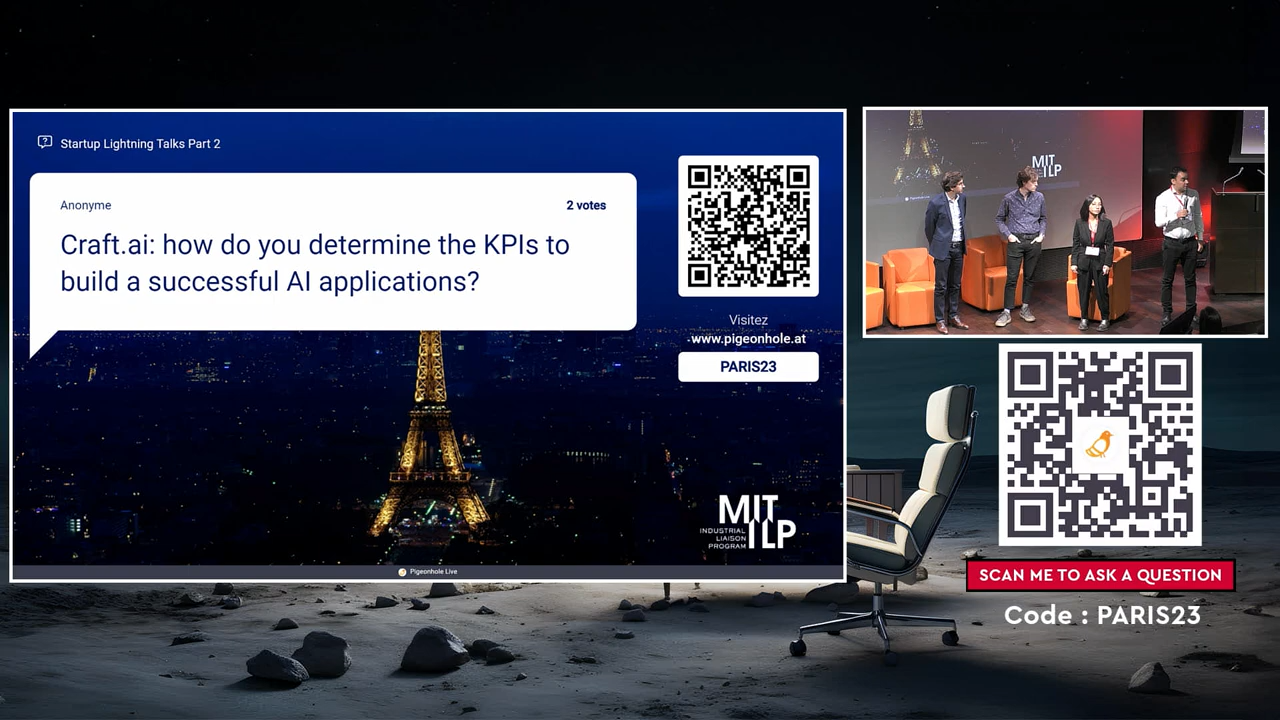 Startup Lightning Talks Part 2
Anonyme
2 votes
Craft.ai: how do you determine the KPIs to
build a successful AI applications?
Visitez
www.pigeonhole.at
PARIS23
MIT
ILP
INDUSTRIAL
LIAISON
PROGRAM
Pigeonhole Live
MIT
ILP
SCAN ME TO ASK A QUESTION
Code : PARIS23